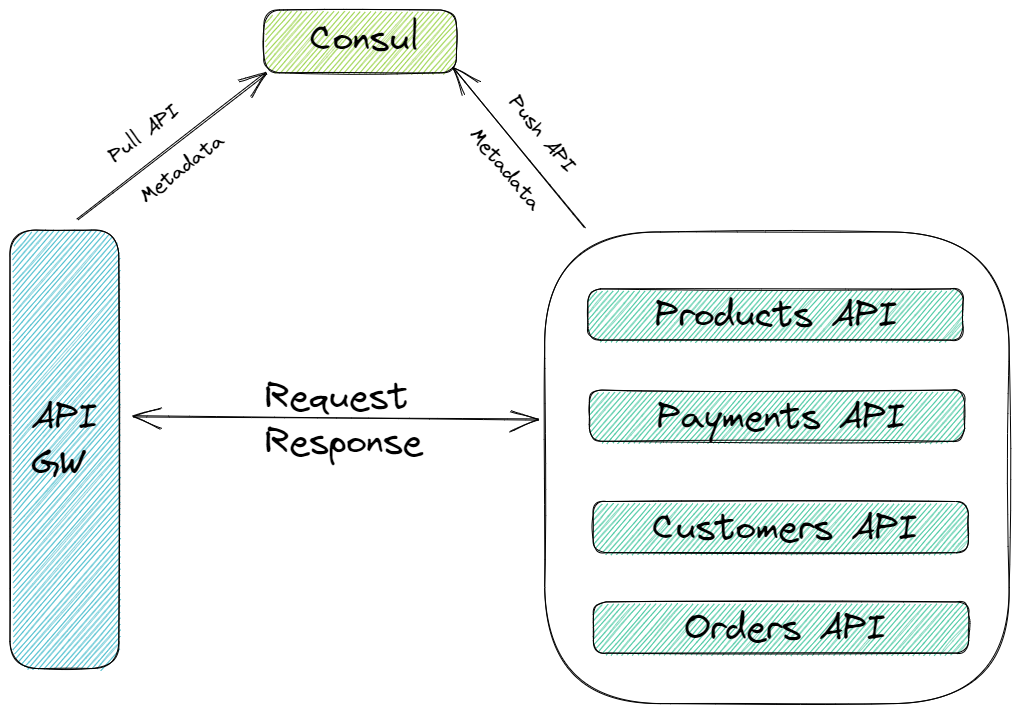 Consul
Pull API
Metadata
Push API
Metadata
API
GW
Request
Response
Products API
Payments API
Customers API
Orders API